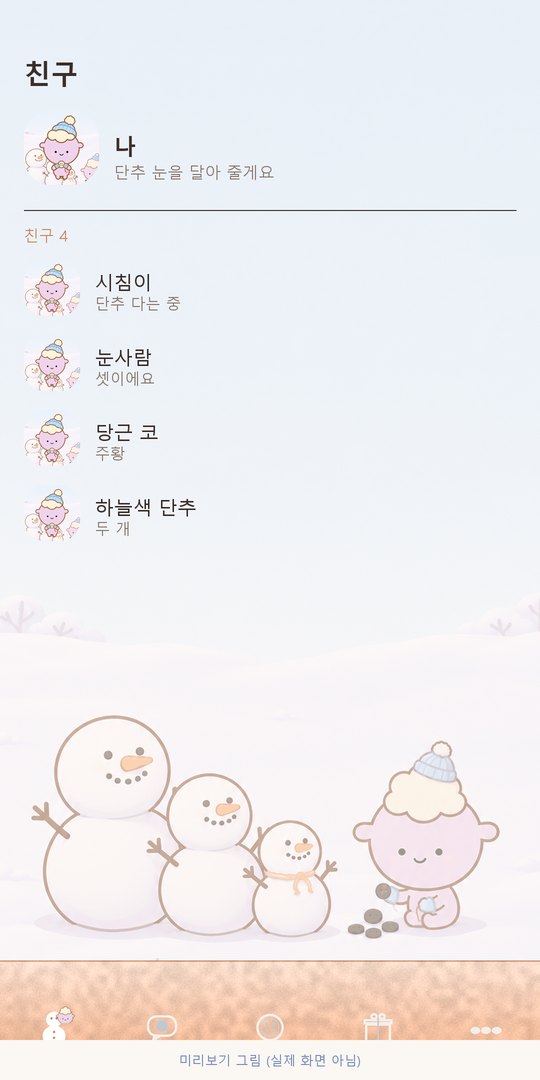 친구
나
단추 눈을 달아 줄게요
친구 4
시침이
단추 다는 중
눈사람
셋이에요
당근 코
주황
하늘색 단추
두 개
미리보기 그림 (실제 화면 아님)